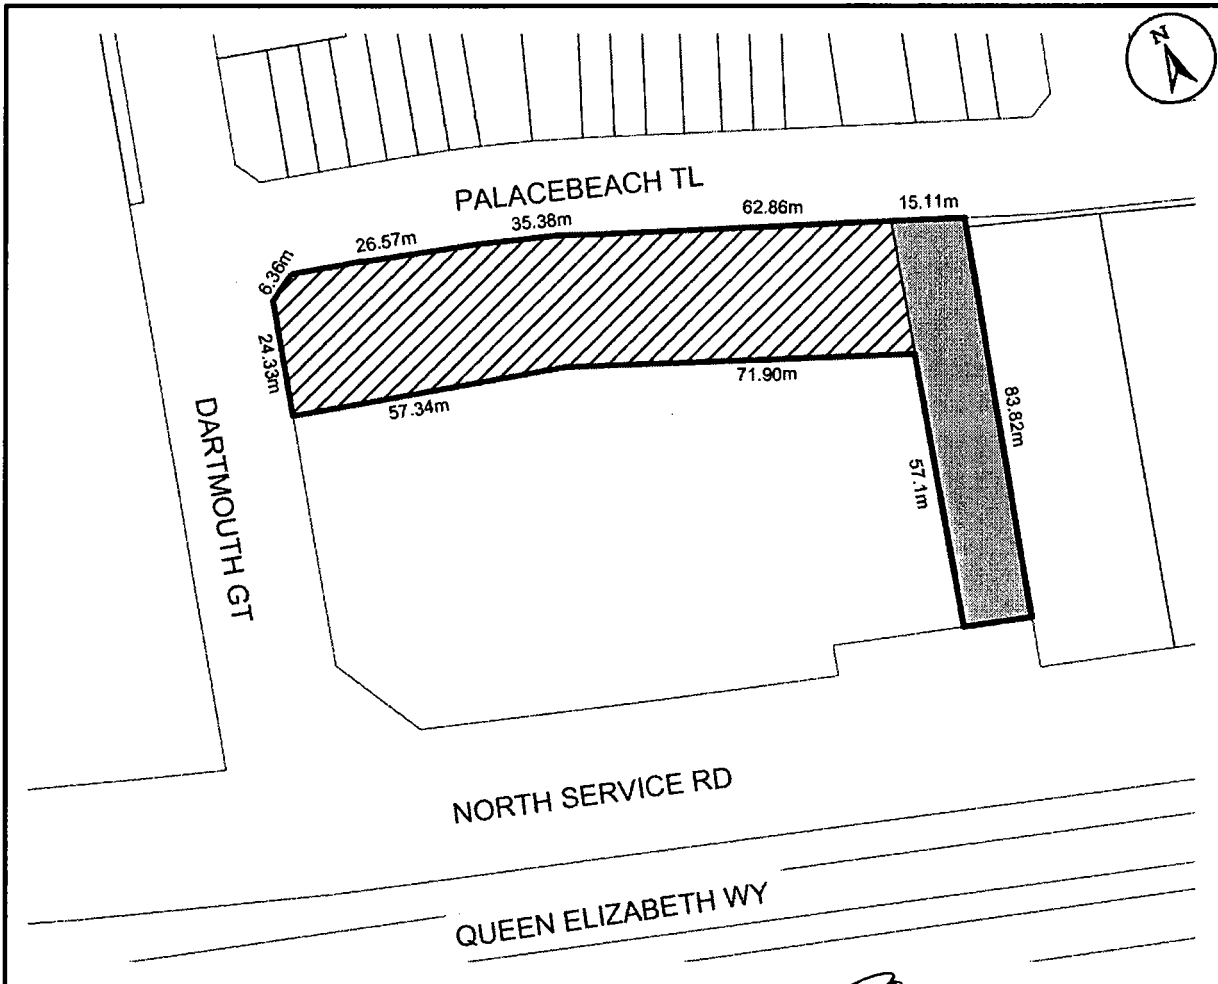 N
PALACEBEACH TL
15.11m
62.86m
35.38m
26.57m
6.36m
24.33m
57.34m
71.90m
83.82m
57.1m
DARTMOUTH GT
NORTH SERVICE RD
QUEEN ELIZABETH WY